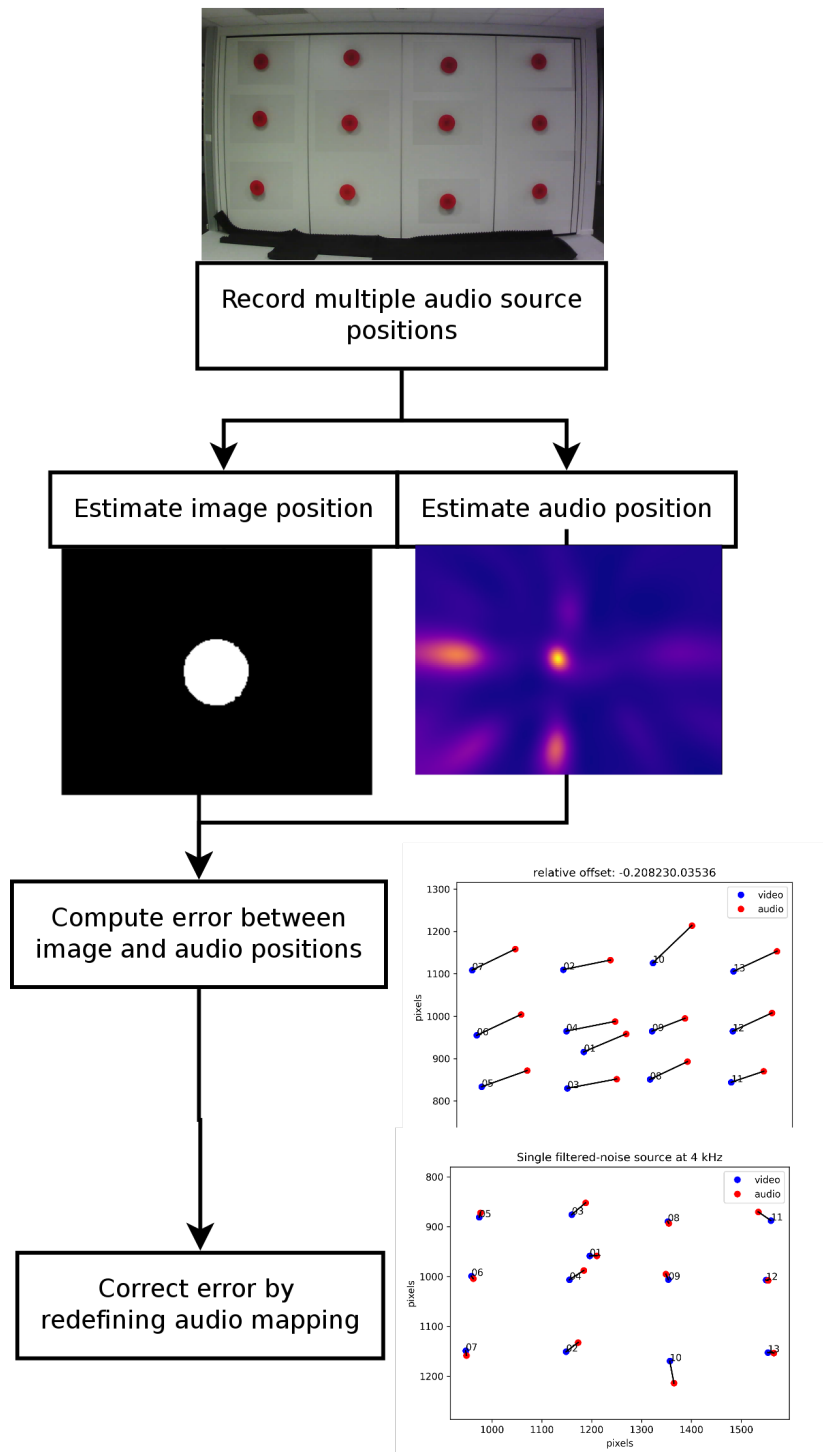 Record multiple audio source
positions
Estimate image position
Estimate audio position
Compute error between
image and audio positions
relative offset: -0.208230.03536
video
audio
1300
1200
1100
1000
900
800
pixels
07
02
10
13
06
04
09
12
01
05
03
08
11
Correct error by
redefining audio mapping
Single filtered-noise source at 4 kHz
video
audio
800
900
1000
1100
1200
pixels
05
03
08
11
01
06
04
09
12
07
02
10
13
1000
1100
1200
1300
1400
1500
pixels